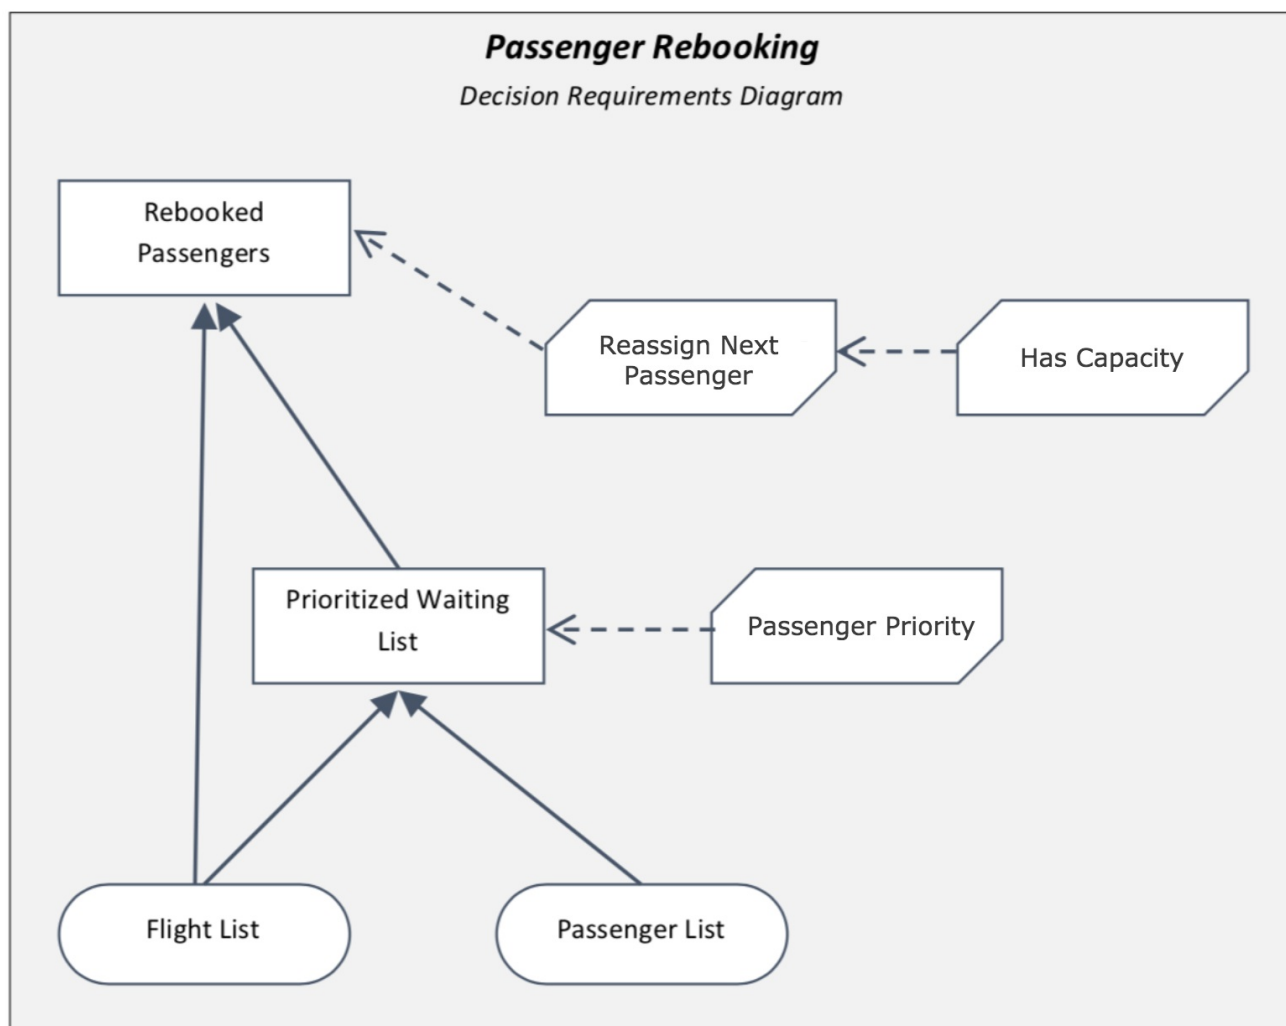 Passenger Rebooking
Decision Requirements Diagram
Rebooked
Passengers
Reassign Next
Passenger
Has Capacity
Prioritized Waiting
List
Passenger Priority
Flight List
Passenger List